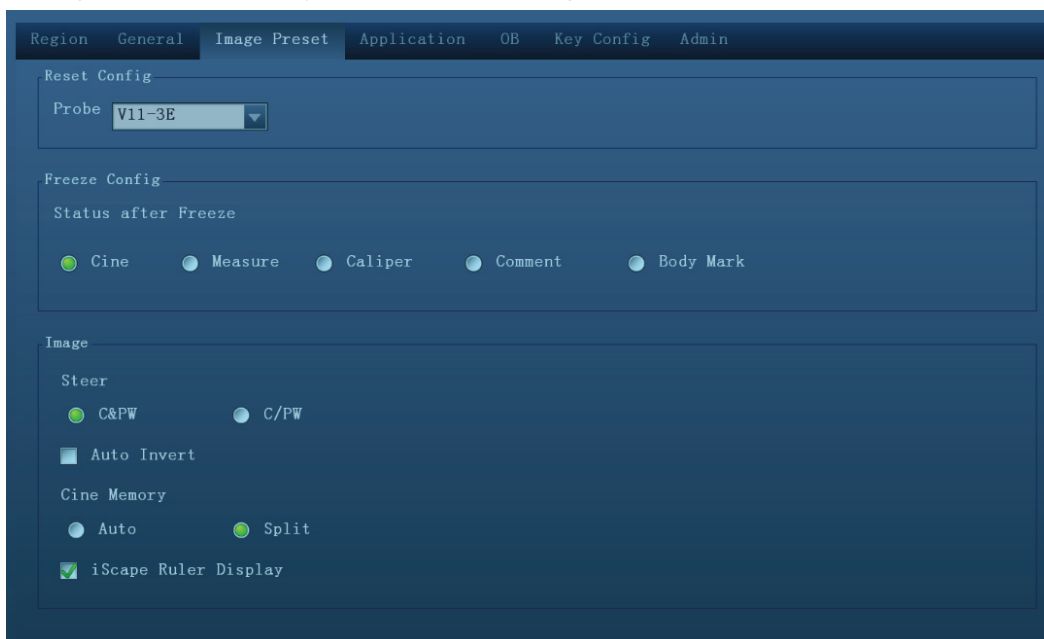 Region General Image Preset Application OB Key Config Admin
Reset Config
Probe V11-3E
Freeze Config
Status after Freeze
Cine Measure Caliper Comment Body Mark
Image
Steer
C&PW C/PW
Auto Invert
Cine Memory
Auto Split
iScape Ruler Display